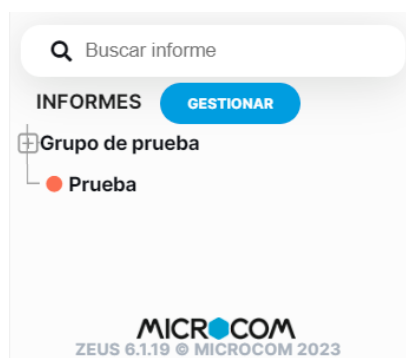 Buscar informe
INFORMES GESTIONAR
Grupo de prueba
Prueba
MICROCOM
ZEUS 6.1.19 © MICROCOM 2023